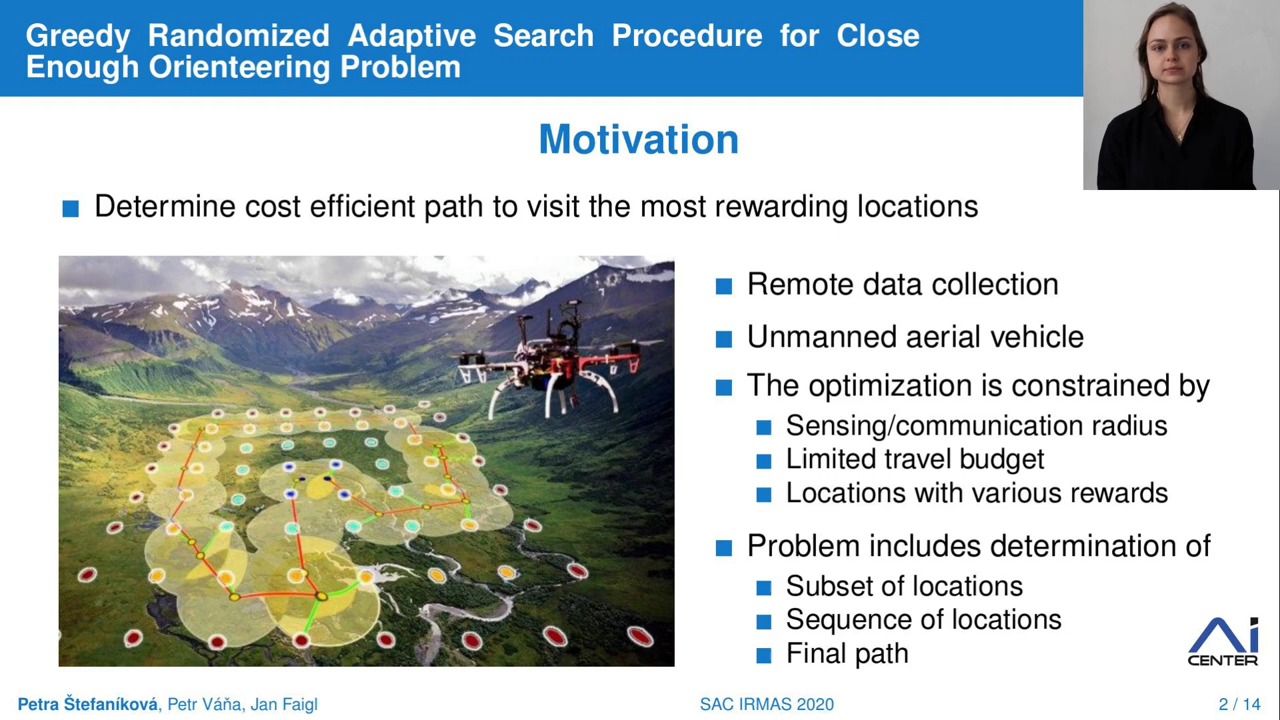 Greedy Randomized Adaptive Search Procedure for Close
Enough Orienteering Problem
Motivation
Determine cost efficient path to visit the most rewarding locations
Remote data collection
Unmanned aerial vehicle
The optimization is constrained by
Sensing/communication radius
Limited travel budget
Locations with various rewards
Problem includes determination of
Subset of locations
Sequence of locations
Final path
Ai
CENTER
Petra Štefaníková, Petr Váňa, Jan Faigl
SAC IRMAS 2020
2 / 14